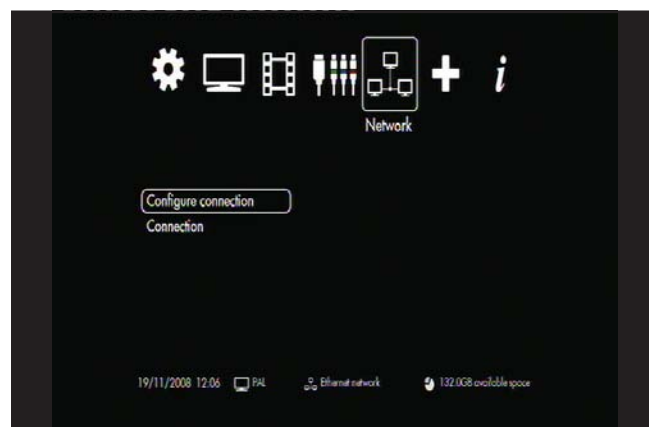 Network
Configure connection
Connection
19/11/2008 12:06 PAL Ethernet network 132.0GB available space